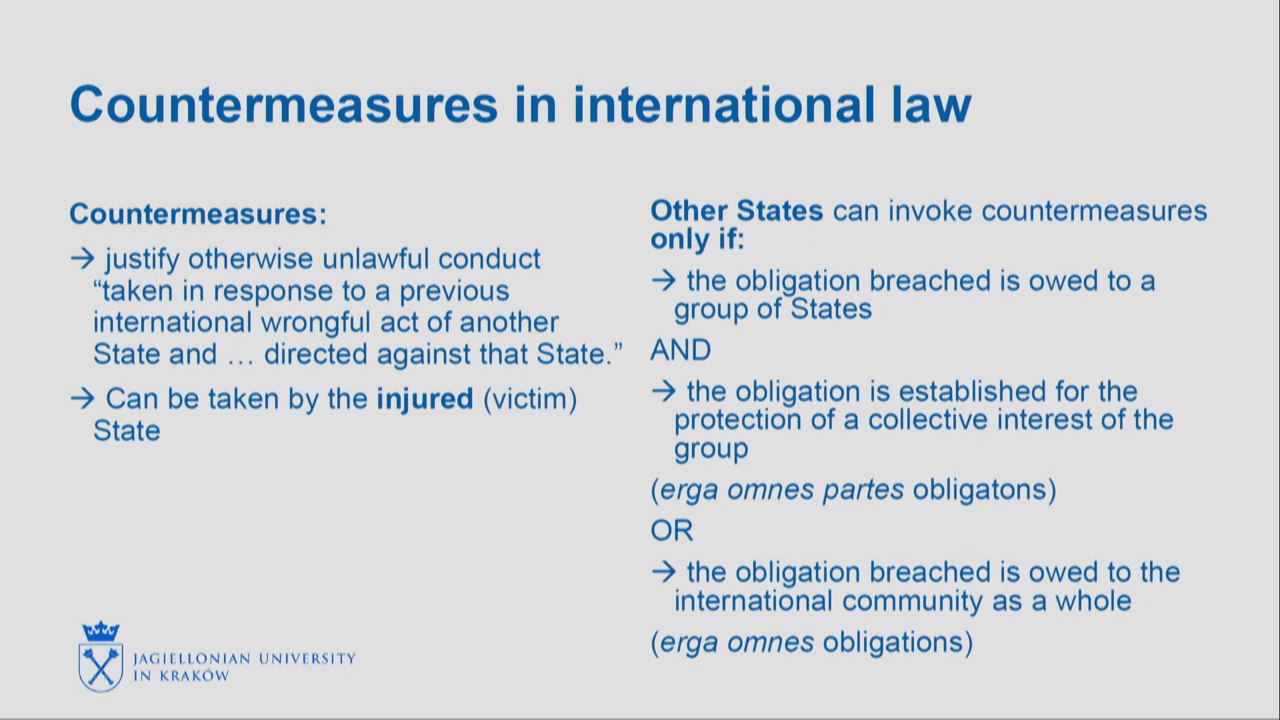 Countermeasures in international law
Countermeasures:
→ justify otherwise unlawful conduct
“taken in response to a previous
international wrongful act of another
State and … directed against that State.”
→ Can be taken by the injured (victim)
State
Other States can invoke countermeasures
only if:
→ the obligation breached is owed to a
group of States
AND
→ the obligation is established for the
protection of a collective interest of the
group
(erga omnes partes obligatons)
OR
→ the obligation breached is owed to the
international community as a whole
(erga omnes obligations)
JAGIELLONIAN UNIVERSITY
IN KRAKÓW